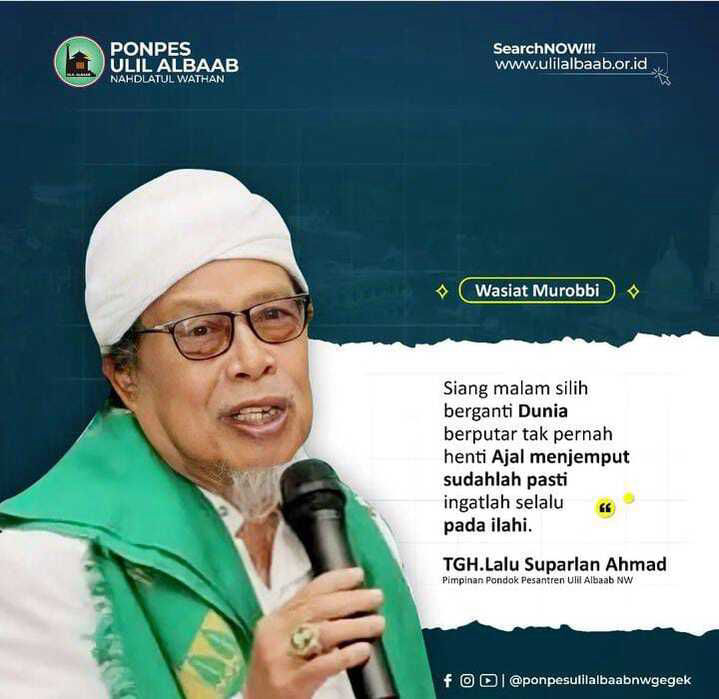 PONPES
ULIL ALBAAB
NAHDLATUL WATHAN
ULIL ALBAAB
SearchNOW!!!
www.ulilalbaab.or.id
Wasiat Murobbi
Siang malam silih
berganti Dunia
berputar tak pernah
henti Ajal menjemput
sudahlah pasti
ingatlah selalu
pada ilahi.
TGH.Lalu Suparlan Ahmad
Pimpinan Pondok Pesantren Ulil Albaab NW
@ponpesulilalbaabnwgegek